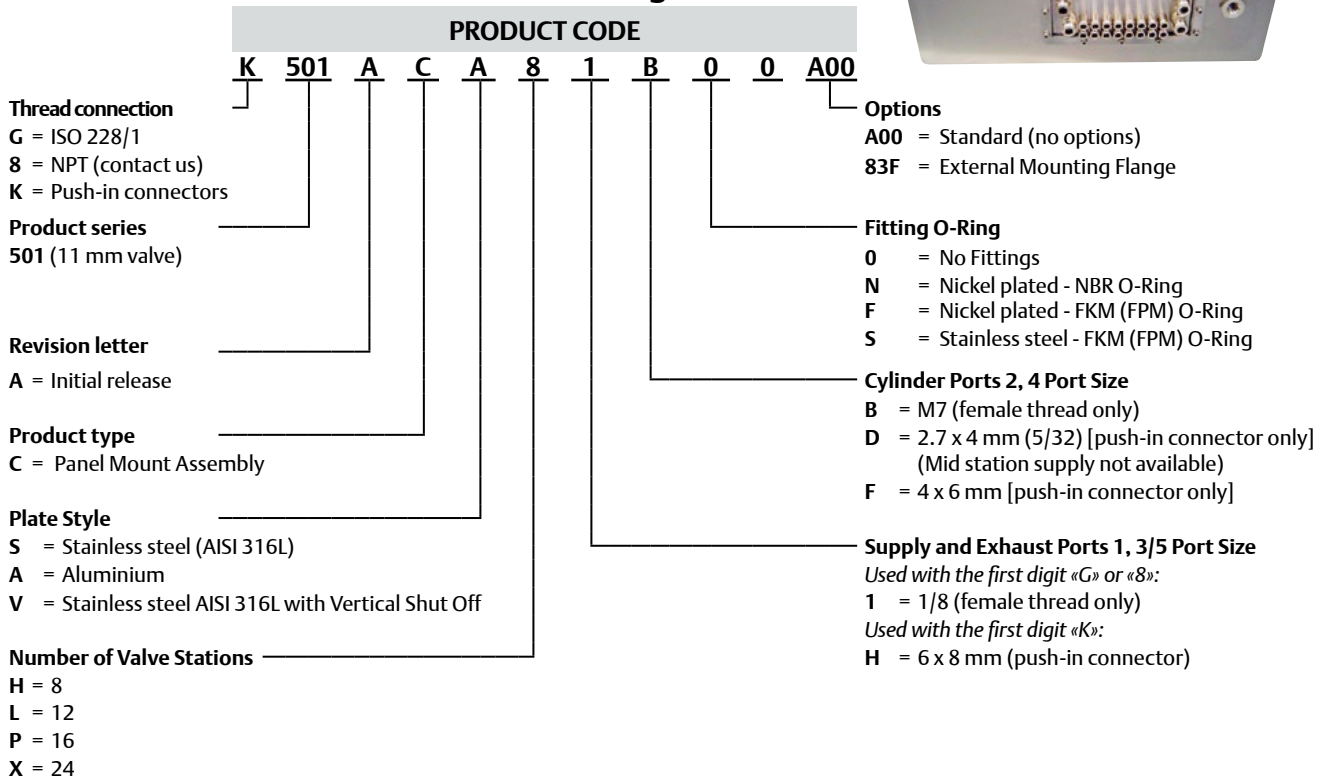 PRODUCT CODE
K 501 A C A 8 1 B 0 0 A00
Thread connection
G = ISO 228/1
8 = NPT (contact us)
K = Push-in connectors
Product series
501 (11 mm valve)
Revision letter
A = Initial release
Product type
C = Panel Mount Assembly
Plate Style
S = Stainless steel (AISI 316L)
A = Aluminium
V = Stainless steel AISI 316L with Vertical Shut Off
Number of Valve Stations
H = 8
L = 12
P = 16
X = 24
Options
A00 = Standard (no options)
83F = External Mounting Flange
Fitting O-Ring
0 = No Fittings
N = Nickel plated - NBR O-Ring
F = Nickel plated - FKM (FPM) O-Ring
S = Stainless steel - FKM (FPM) O-Ring
Cylinder Ports 2, 4 Port Size
B = M7 (female thread only)
D = 2.7 x 4 mm (5/32) [push-in connector only]
(Mid station supply not available)
F = 4 x 6 mm [push-in connector only]
Supply and Exhaust Ports 1, 3/5 Port Size
Used with the first digit «G» or «8»:
1 = 1/8 (female thread only)
Used with the first digit «K»:
H = 6 x 8 mm (push-in connector)